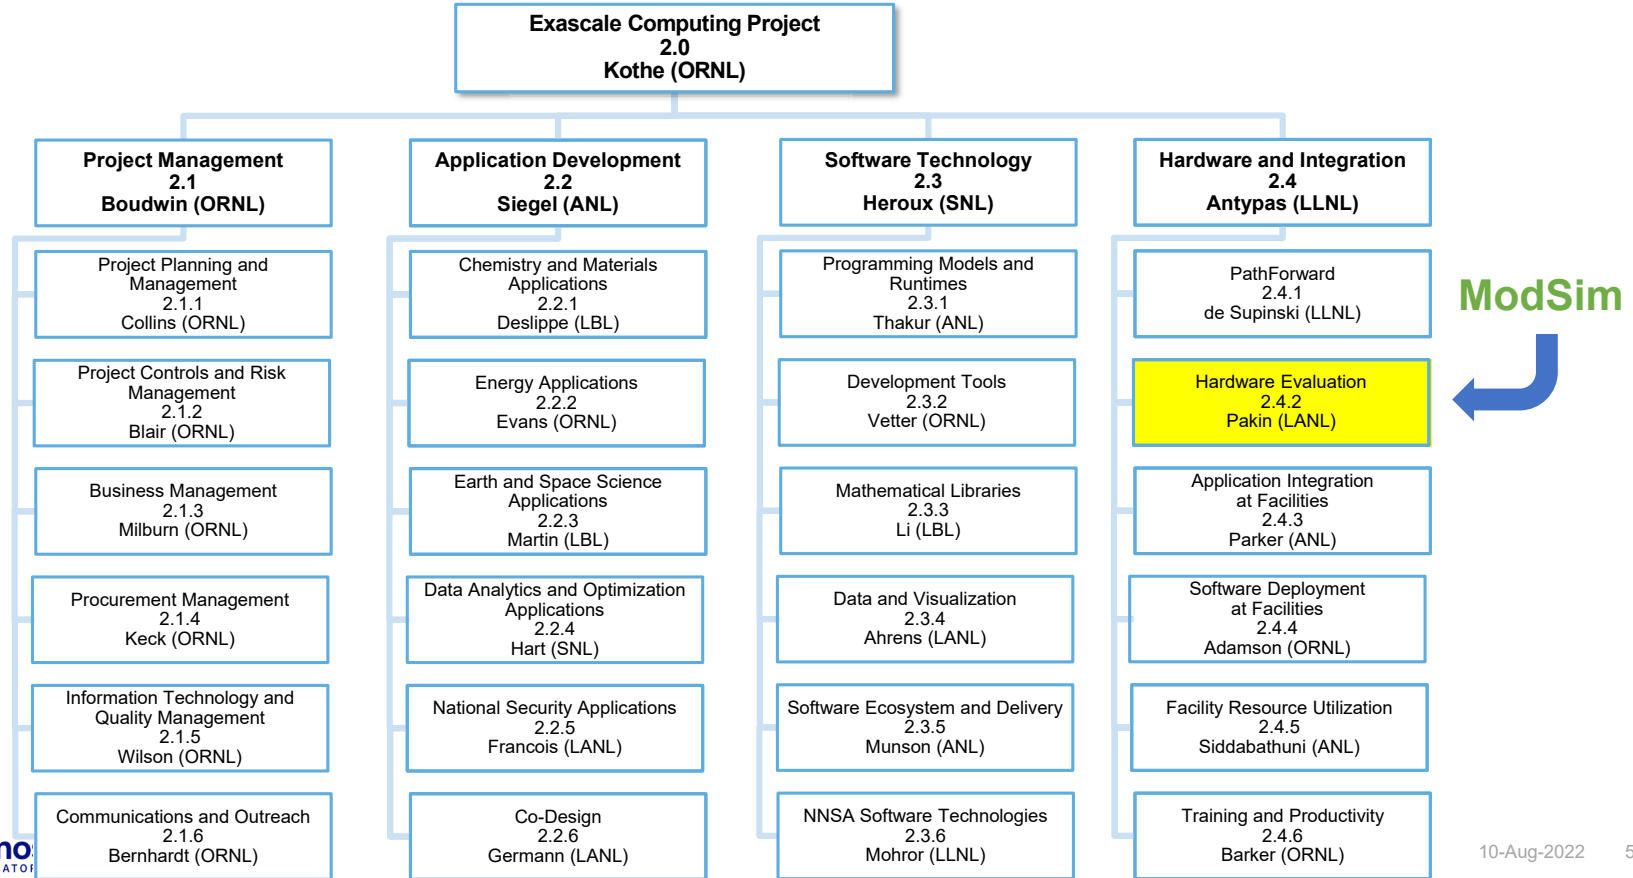 Exascale Computing Project
2.0
Kothe (ORNL)
Project Management
2.1
Boudwin (ORNL)
Application Development
2.2
Siegel (ANL)
Software Technology
2.3
Heroux (SNL)
Hardware and Integration
2.4
Antypas (LLNL)
Project Planning and
Management
2.1.1
Collins (ORNL)
Project Controls and Risk
Management
2.1.2
Blair (ORNL)
Business Management
2.1.3
Milburn (ORNL)
Procurement Management
2.1.4
Keck (ORNL)
Information Technology and
Quality Management
2.1.5
Wilson (ORNL)
Communications and Outreach
2.1.6
Bernhardt (ORNL)
Chemistry and Materials
Applications
2.2.1
Deslippe (LBL)
Energy Applications
2.2.2
Evans (ORNL)
Earth and Space Science
Applications
2.2.3
Martin (LBL)
Data Analytics and Optimization
Applications
2.2.4
Hart (SNL)
National Security Applications
2.2.5
Francois (LANL)
Co-Design
2.2.6
Germann (LANL)
Programming Models and
Runtimes
2.3.1
Thakur (ANL)
Development Tools
2.3.2
Vetter (ORNL)
Mathematical Libraries
2.3.3
Li (LBL)
Data and Visualization
2.3.4
Ahrens (LANL)
Software Ecosystem and Delivery
2.3.5
Munson (ANL)
NNSA Software Technologies
2.3.6
Mohror (LLNL)
PathForward
2.4.1
de Supinski (LLNL)
Hardware Evaluation
2.4.2
Pakin (LANL)
Application Integration
at Facilities
2.4.3
Parker (ANL)
Software Deployment
at Facilities
2.4.4
Adamson (ORNL)
Facility Resource Utilization
2.4.5
Siddabathuni (ANL)
Training and Productivity
2.4.6
Barker (ORNL)
ModSim
10-Aug-2022 5